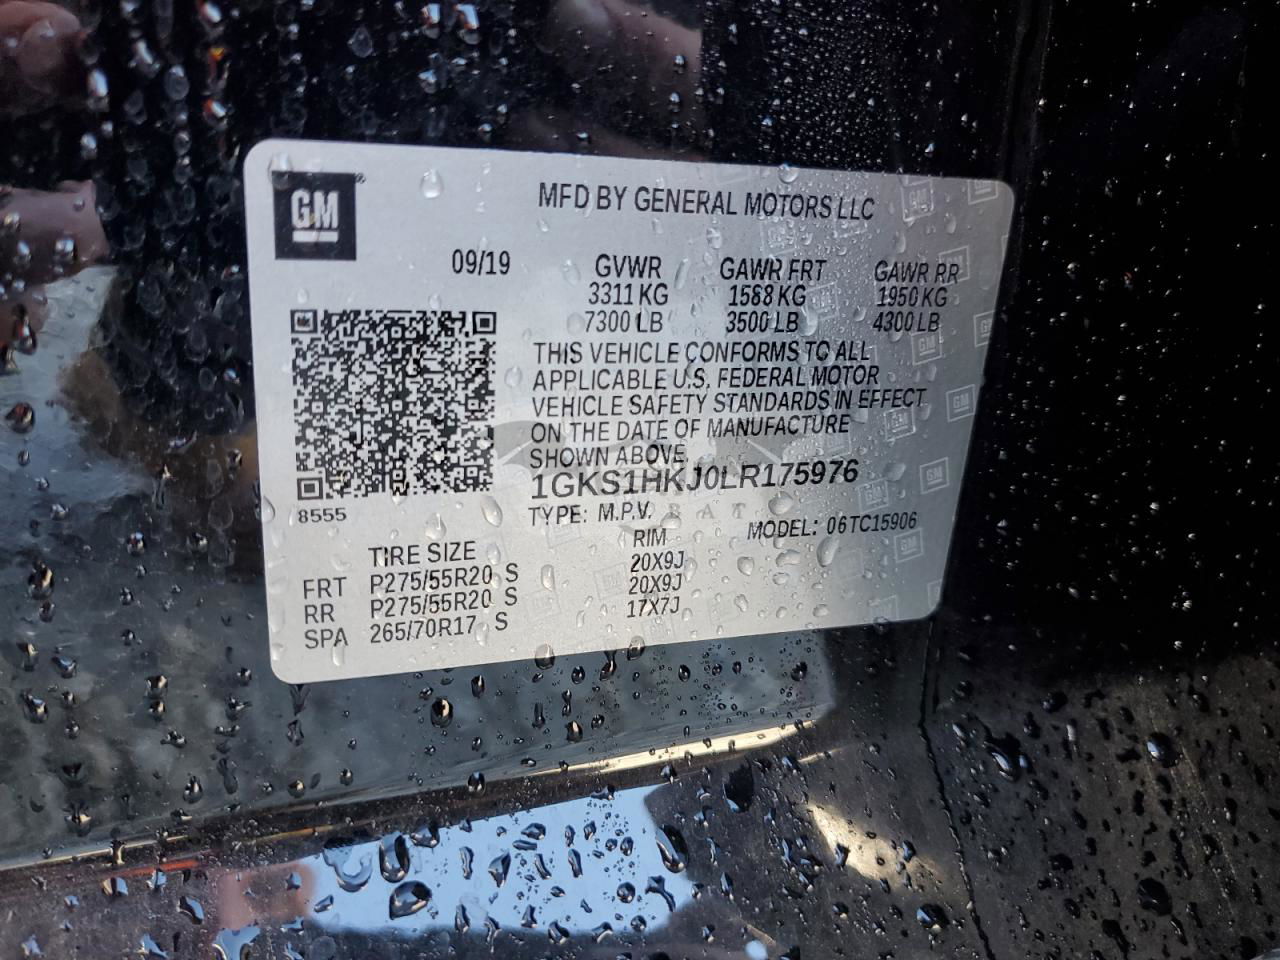 GM
MFD BY GENERAL MOTORS LLC
09/19
GVWR GAWR FRT GAWR RR
3311 KG 1588 KG 1950 KG
7300 LB 3500 LB 4300 LB
THIS VEHICLE CONFORMS TO ALL
APPLICABLE U.S. FEDERAL MOTOR
VEHICLE SAFETY STANDARDS IN EFFECT
ON THE DATE OF MANUFACTURE
SHOWN ABOVE.
1GKS1HKJ0LR175976
8555
TYPE: M.P.V. MODEL: 06TC15906
TIRE SIZE RIM
FRT P275/55R20 S 20X9J
RR P275/55R20 S 20X9J
SPA 265/70R17 S 17X7J